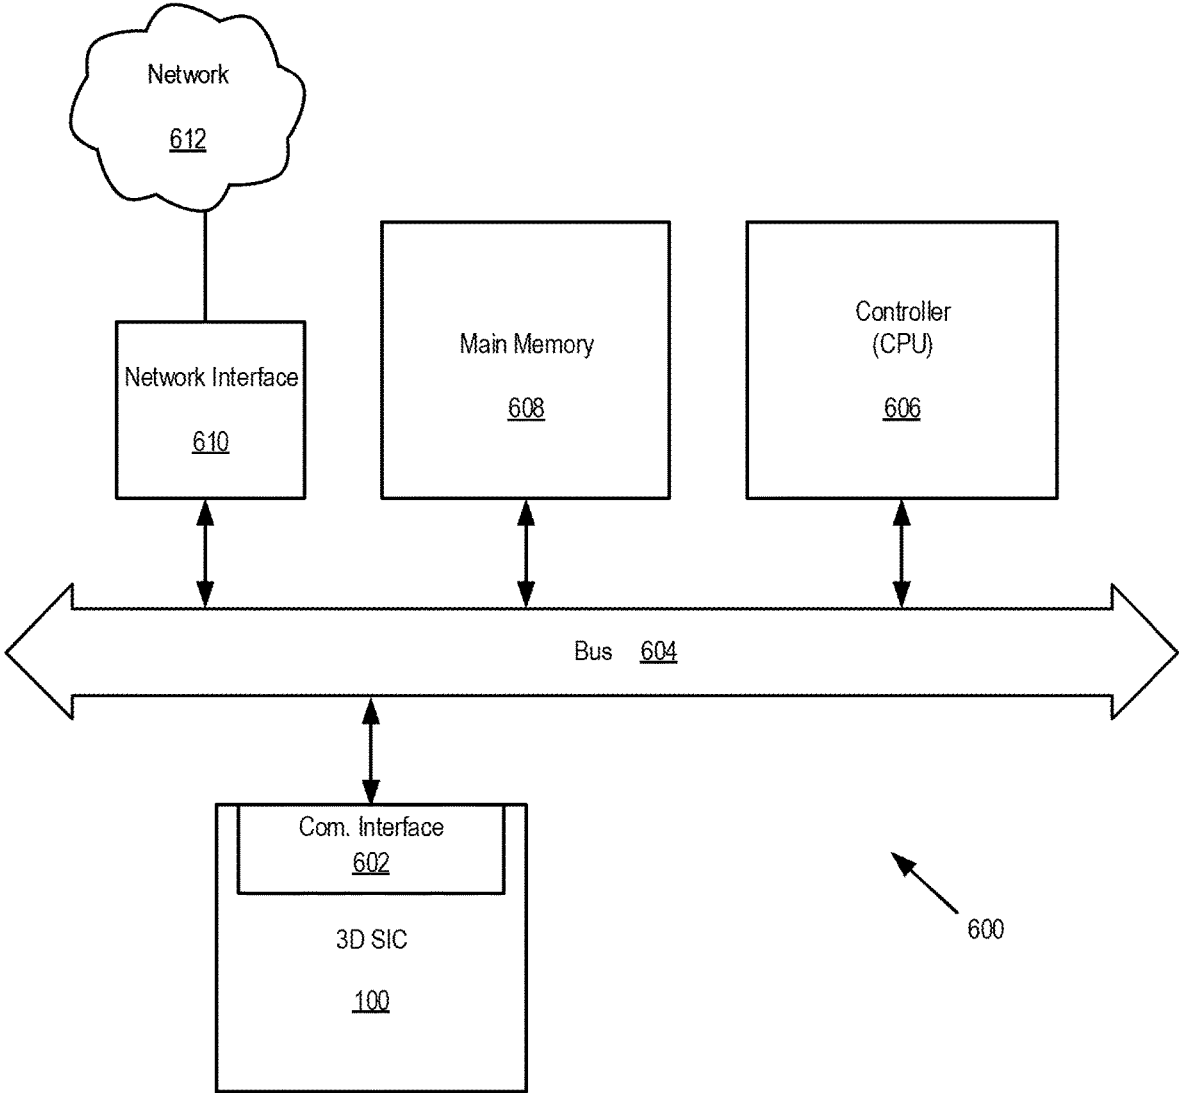 Network
612
Network Interface
610
Main Memory
608
Controller
(CPU)
606
Bus 604
Com. Interface
602
3D SIC
100
600